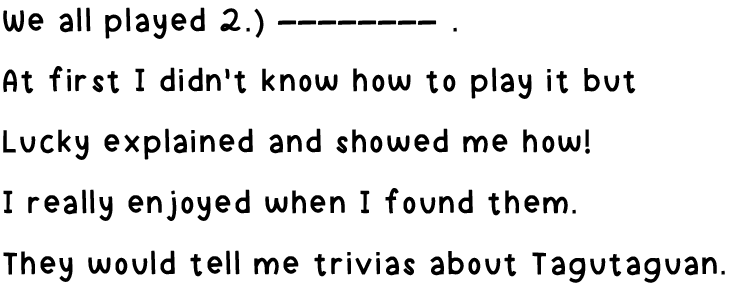 We all played 2.) -------- .
At first I didn't know how to play it but
Lucky explained and showed me how!
I really enjoyed when I found them.
They would tell me trivias about Tagutaguan.